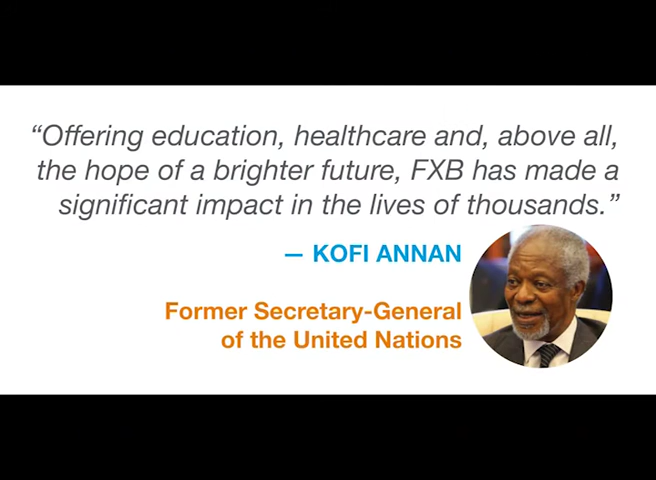 “Offering education, healthcare and, above all,
the hope of a brighter future, FXB has made a
significant impact in the lives of thousands.”
— KOFI ANNAN
Former Secretary-General
of the United Nations